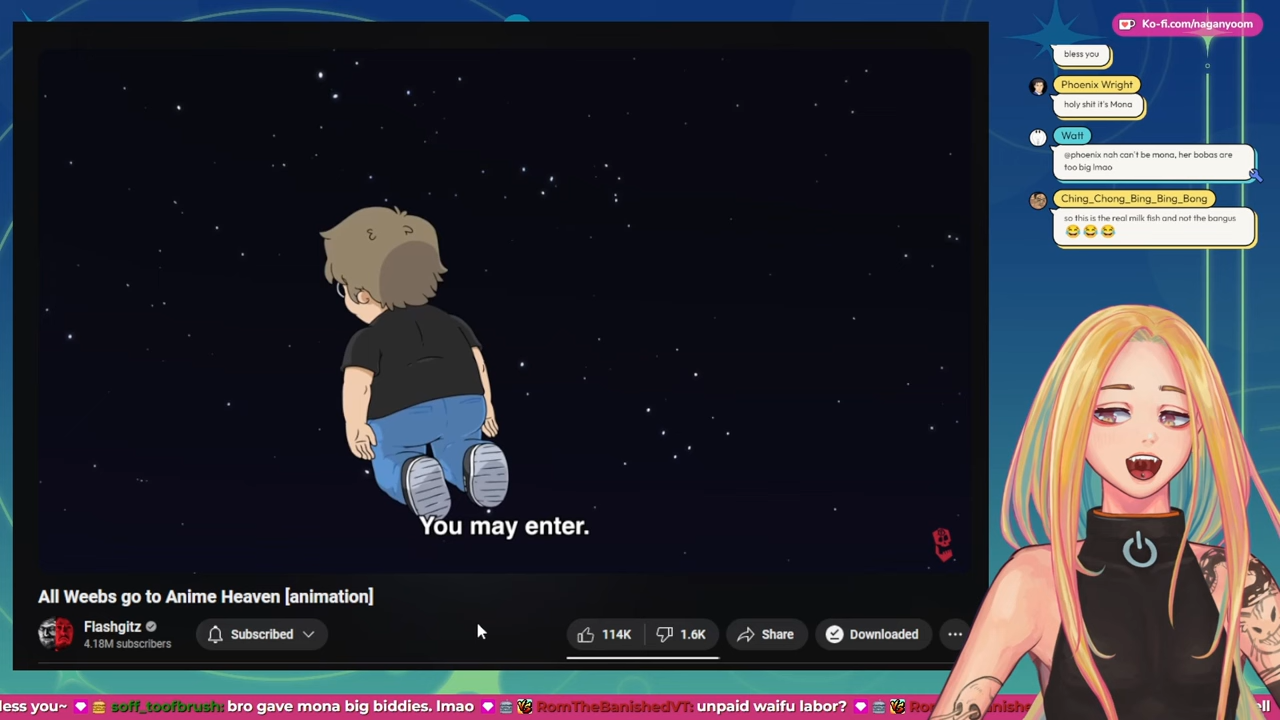 Ko-fi.com/naganyoom
bless you
Phoenix Wright
holy shit it's Mona
Watt
@phoenix nah can't be mona, her bobas are
too big lmao
Ching_Chong_Bing_Bing_Bong
so this is the real milk fish and not the bangus
😂 😂 😂
You may enter.
All Weebs go to Anime Heaven [animation]
Flashgitz
4.18M subscribers
Subscribed
114K
1.6K
Share
Downloaded
less you~ soff_toofbrush: bro gave mona big biddies. lmao RomTheBanishedVT: unpaid waifu labor?